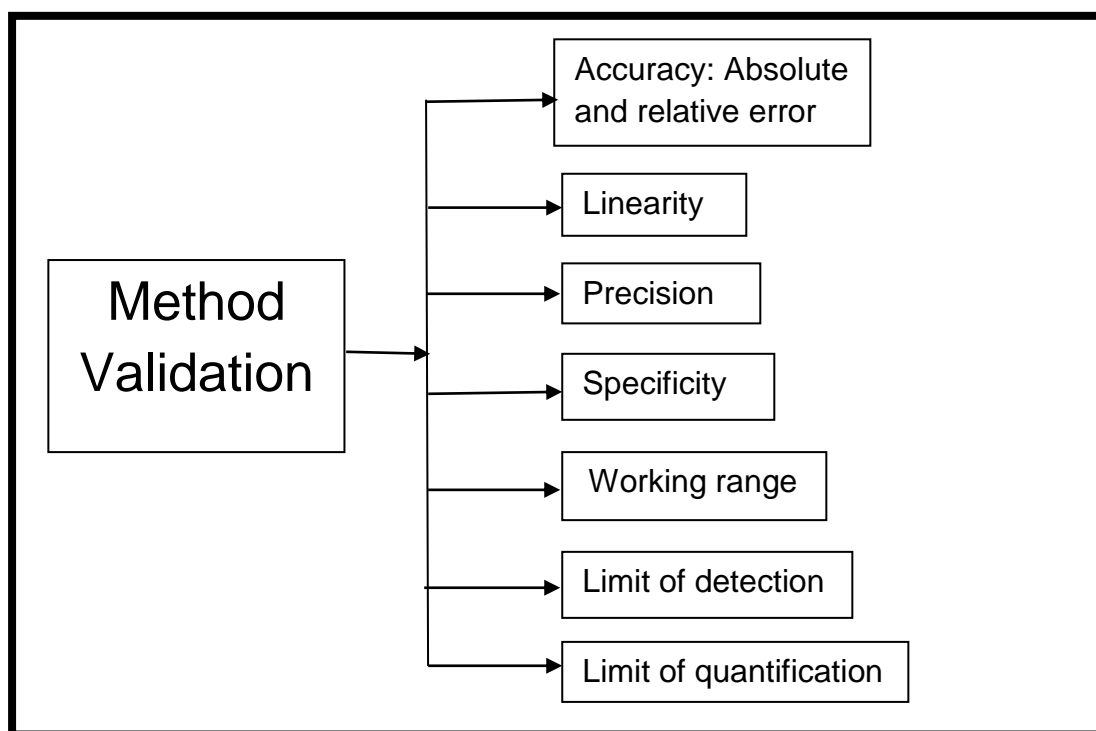 Accuracy: Absolute
and relative error
Linearity
Precision
Method
Validation
Specificity
Working range
Limit of detection
Limit of quantification